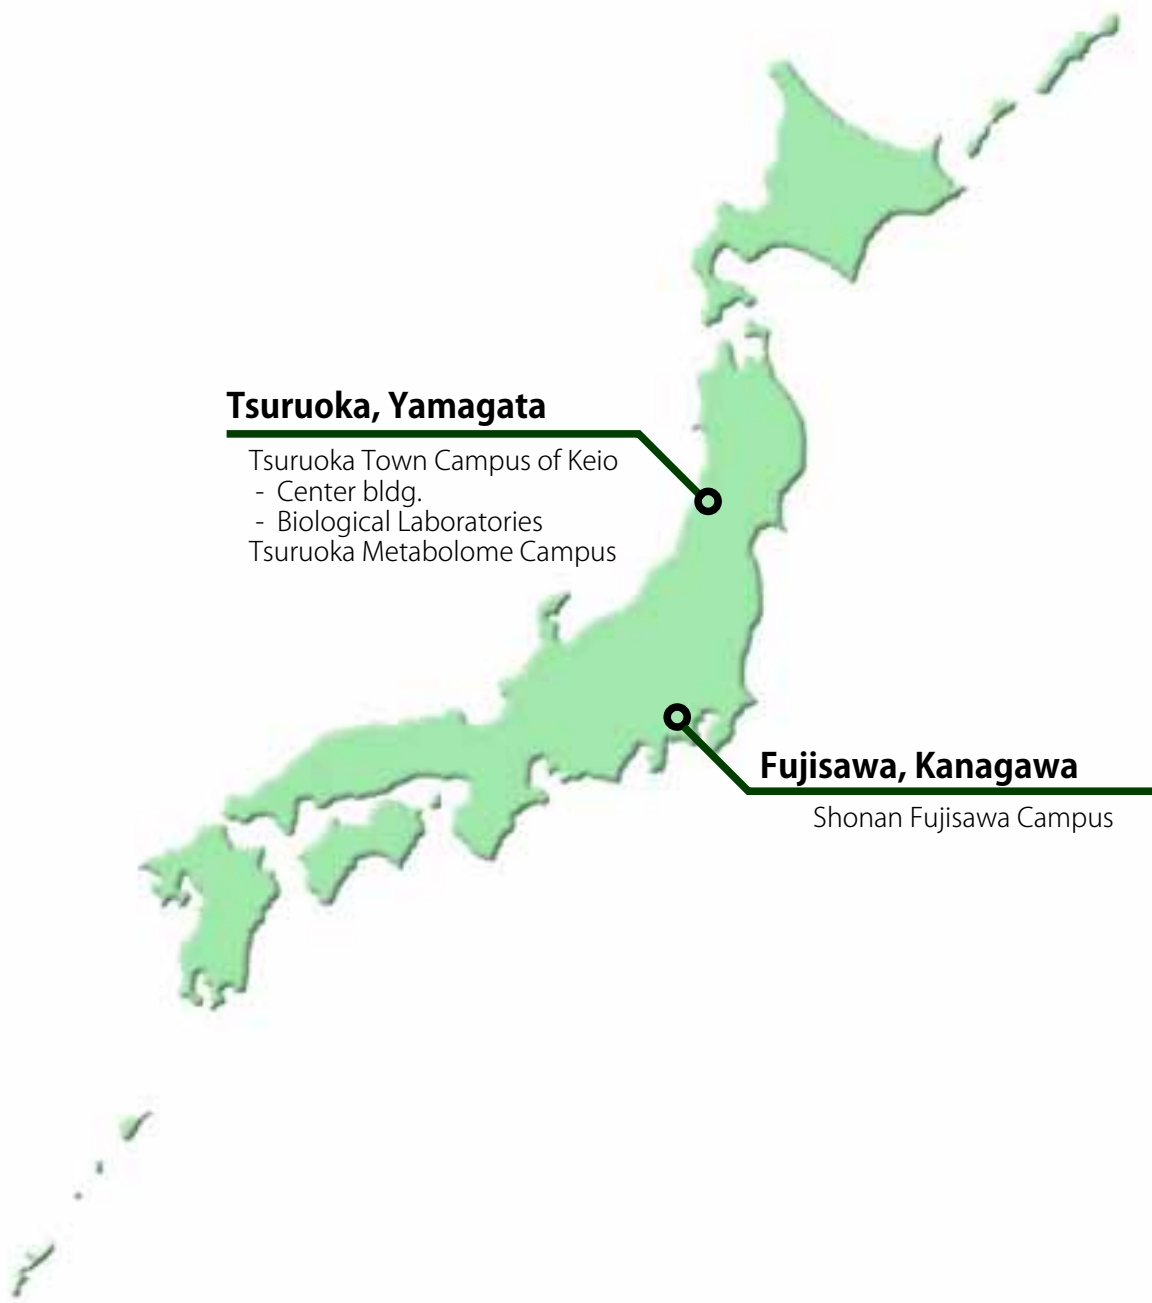 Tsuruoka, Yamagata
Tsuruoka Town Campus of Keio
- Center bldg.
- Biological Laboratories
Tsuruoka Metabolome Campus
Fujisawa, Kanagawa
Shonan Fujisawa Campus